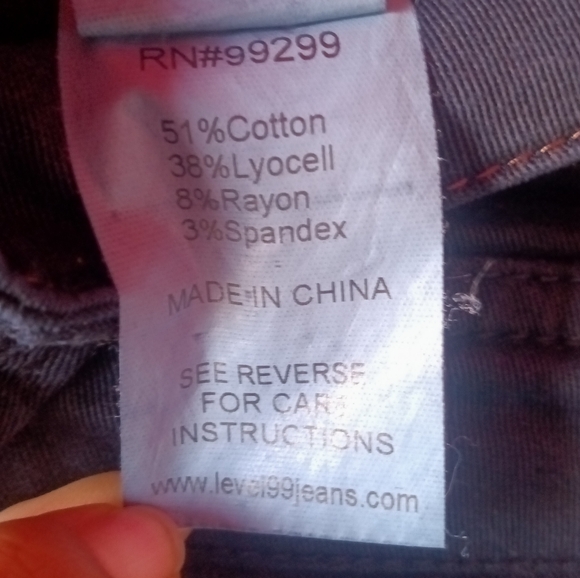 RN#99299
51%Cotton
38%Lyocell
8%Rayon
3%Spandex
MADE IN CHINA
SEE REVERSE
FOR CARE
INSTRUCTIONS
www.level99jeans.com